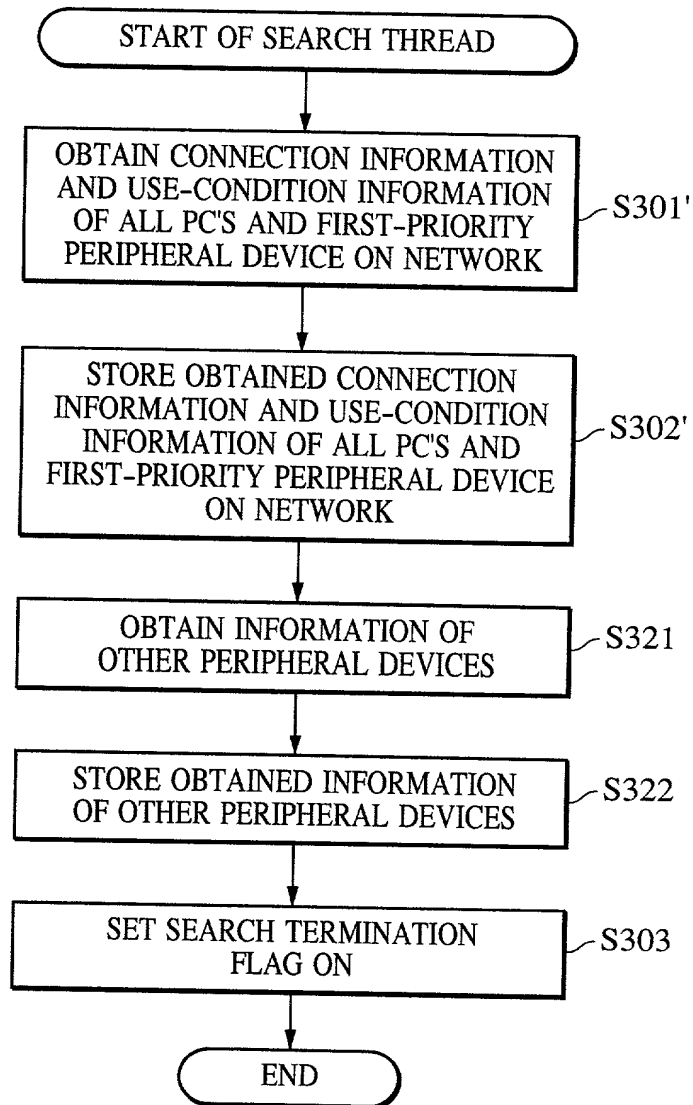 START OF SEARCH THREAD
OBTAIN CONNECTION INFORMATION
AND USE-CONDITION INFORMATION
OF ALL PC'S AND FIRST-PRIORITY
PERIPHERAL DEVICE ON NETWORK
S301'
STORE OBTAINED CONNECTION
INFORMATION AND USE-CONDITION
INFORMATION OF ALL PC'S AND
FIRST-PRIORITY PERIPHERAL DEVICE
ON NETWORK
S302'
OBTAIN INFORMATION OF
OTHER PERIPHERAL DEVICES
S321
STORE OBTAINED INFORMATION
OF OTHER PERIPHERAL DEVICES
S322
SET SEARCH TERMINATION
FLAG ON
S303
END